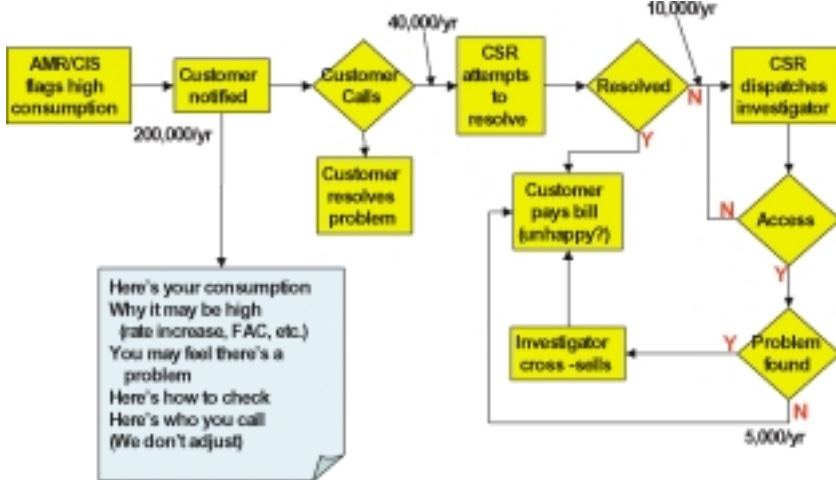 40,000/yr
10,000/yr
AMR/CIS
flags high
consumption
Customer
notified
Customer
Calls
CSR
attempts
to
resolve
Resolved
N
CSR
dispatches
investigator
200,000/yr
Y
Customer
resolves
problem
Customer
pays bill
(unhappy?)
N
Access
Y
Here's your consumption
Why it may be high
(rate increase, FAC, etc.)
You may feel there's a
problem
Here's how to check
Here's who you call
(We don't adjust)
Investigator
cross -sells
Y
Problem
found
N
5,000/yr